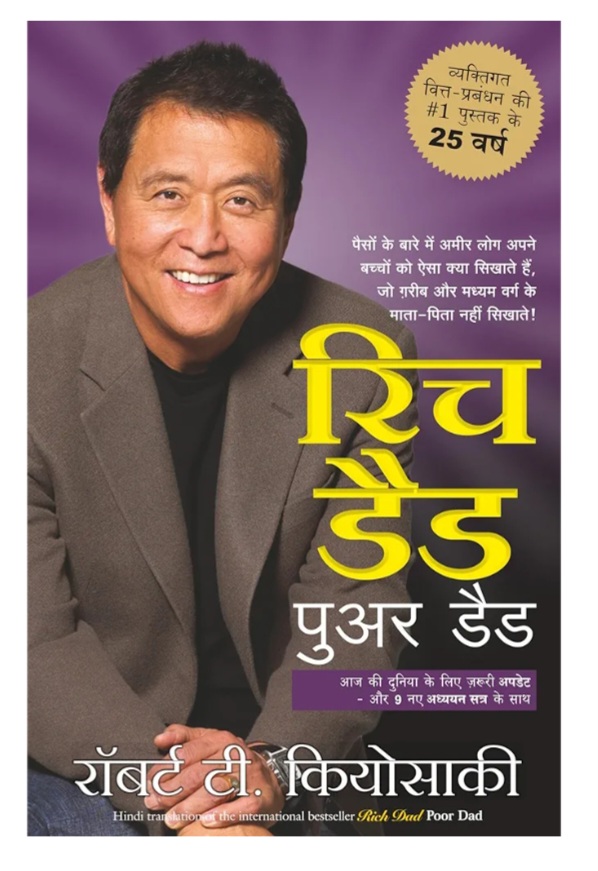 व्यक्तिगत
वित्त-प्रबंधन की
#1 पुस्तक के
25 वर्ष
पैसों के बारे में अमीर लोग अपने
बच्चों को ऐसा क्या सिखाते हैं,
जो ग़रीब और मध्यम वर्ग के
माता-पिता नहीं सिखाते!
रिच
डैड
पुअर डैड
आज की दुनिया के लिए ज़रूरी अपडेट
- और 9 नए अध्ययन सत्र के साथ
रॉबर्ट टी. कियोसाकी
Hindi translation of the international bestseller Rich Dad Poor Dad